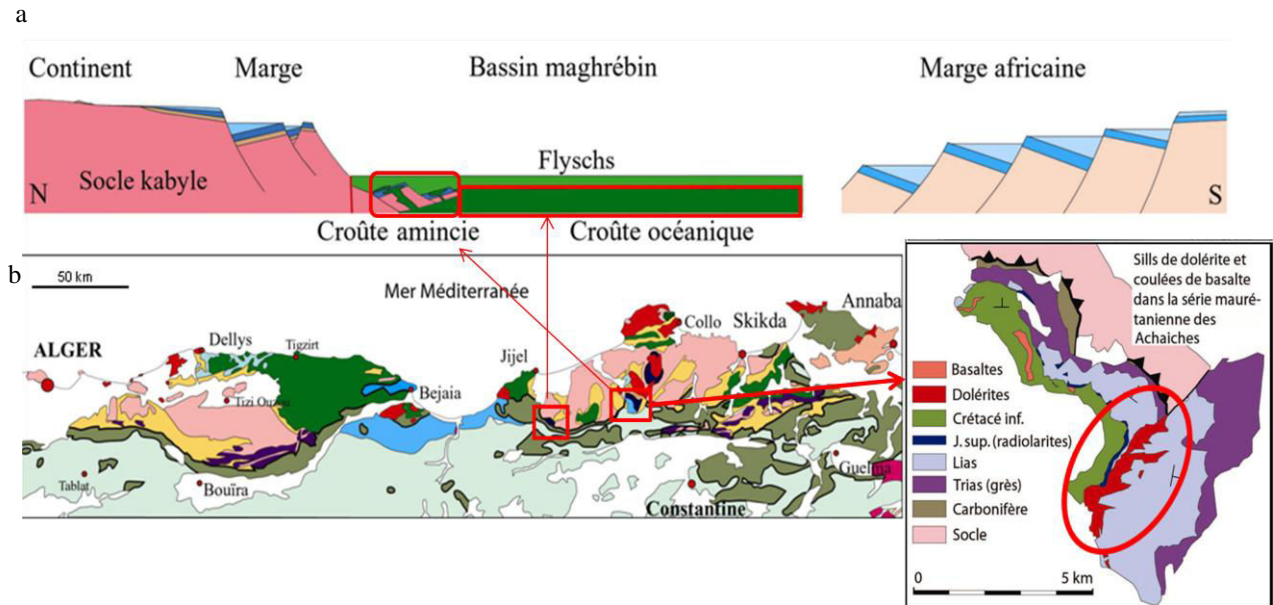 a
Continent Marge Bassin maghrébin Marge africaine
Flyschs
Socle kabyle
N
S
Croûte amincie Croûte océanique
b
50 km
Mer Méditerranée
Annaba
Collo Skikda
Dellys
Tigzirt
ALGER
Jijel
Bejaia
Tizi Ouzou
Tablat
Bouïra
Guelma
Constantine
Sills de dolérite et
coulées de basalte
dans la série mauré-
tanienne des
Achaiches
Basaltes
Dolérites
Crétacé inf.
J. sup. (radiolarites)
Lias
Trias (grès)
Carbonifère
Socle
0 5 km